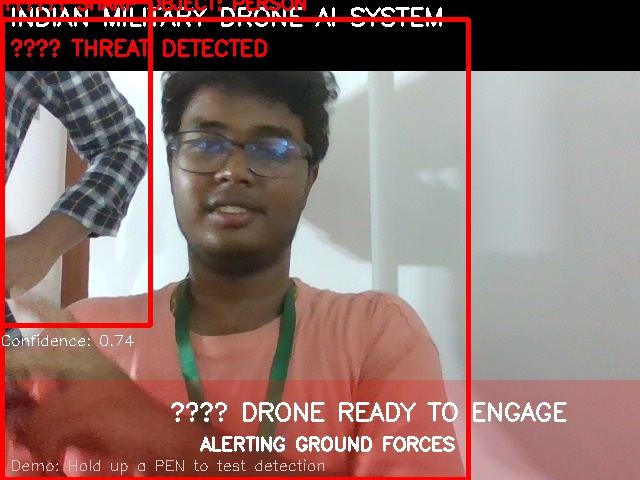 OBJECT: PERSON
INDIAN MILITARY DRONE AI SYSTEM
???? THREAT DETECTED
Confidence: 0.74
???? DRONE READY TO ENGAGE
ALERTING GROUND FORCES
Demo: Hold up a PEN to test detection